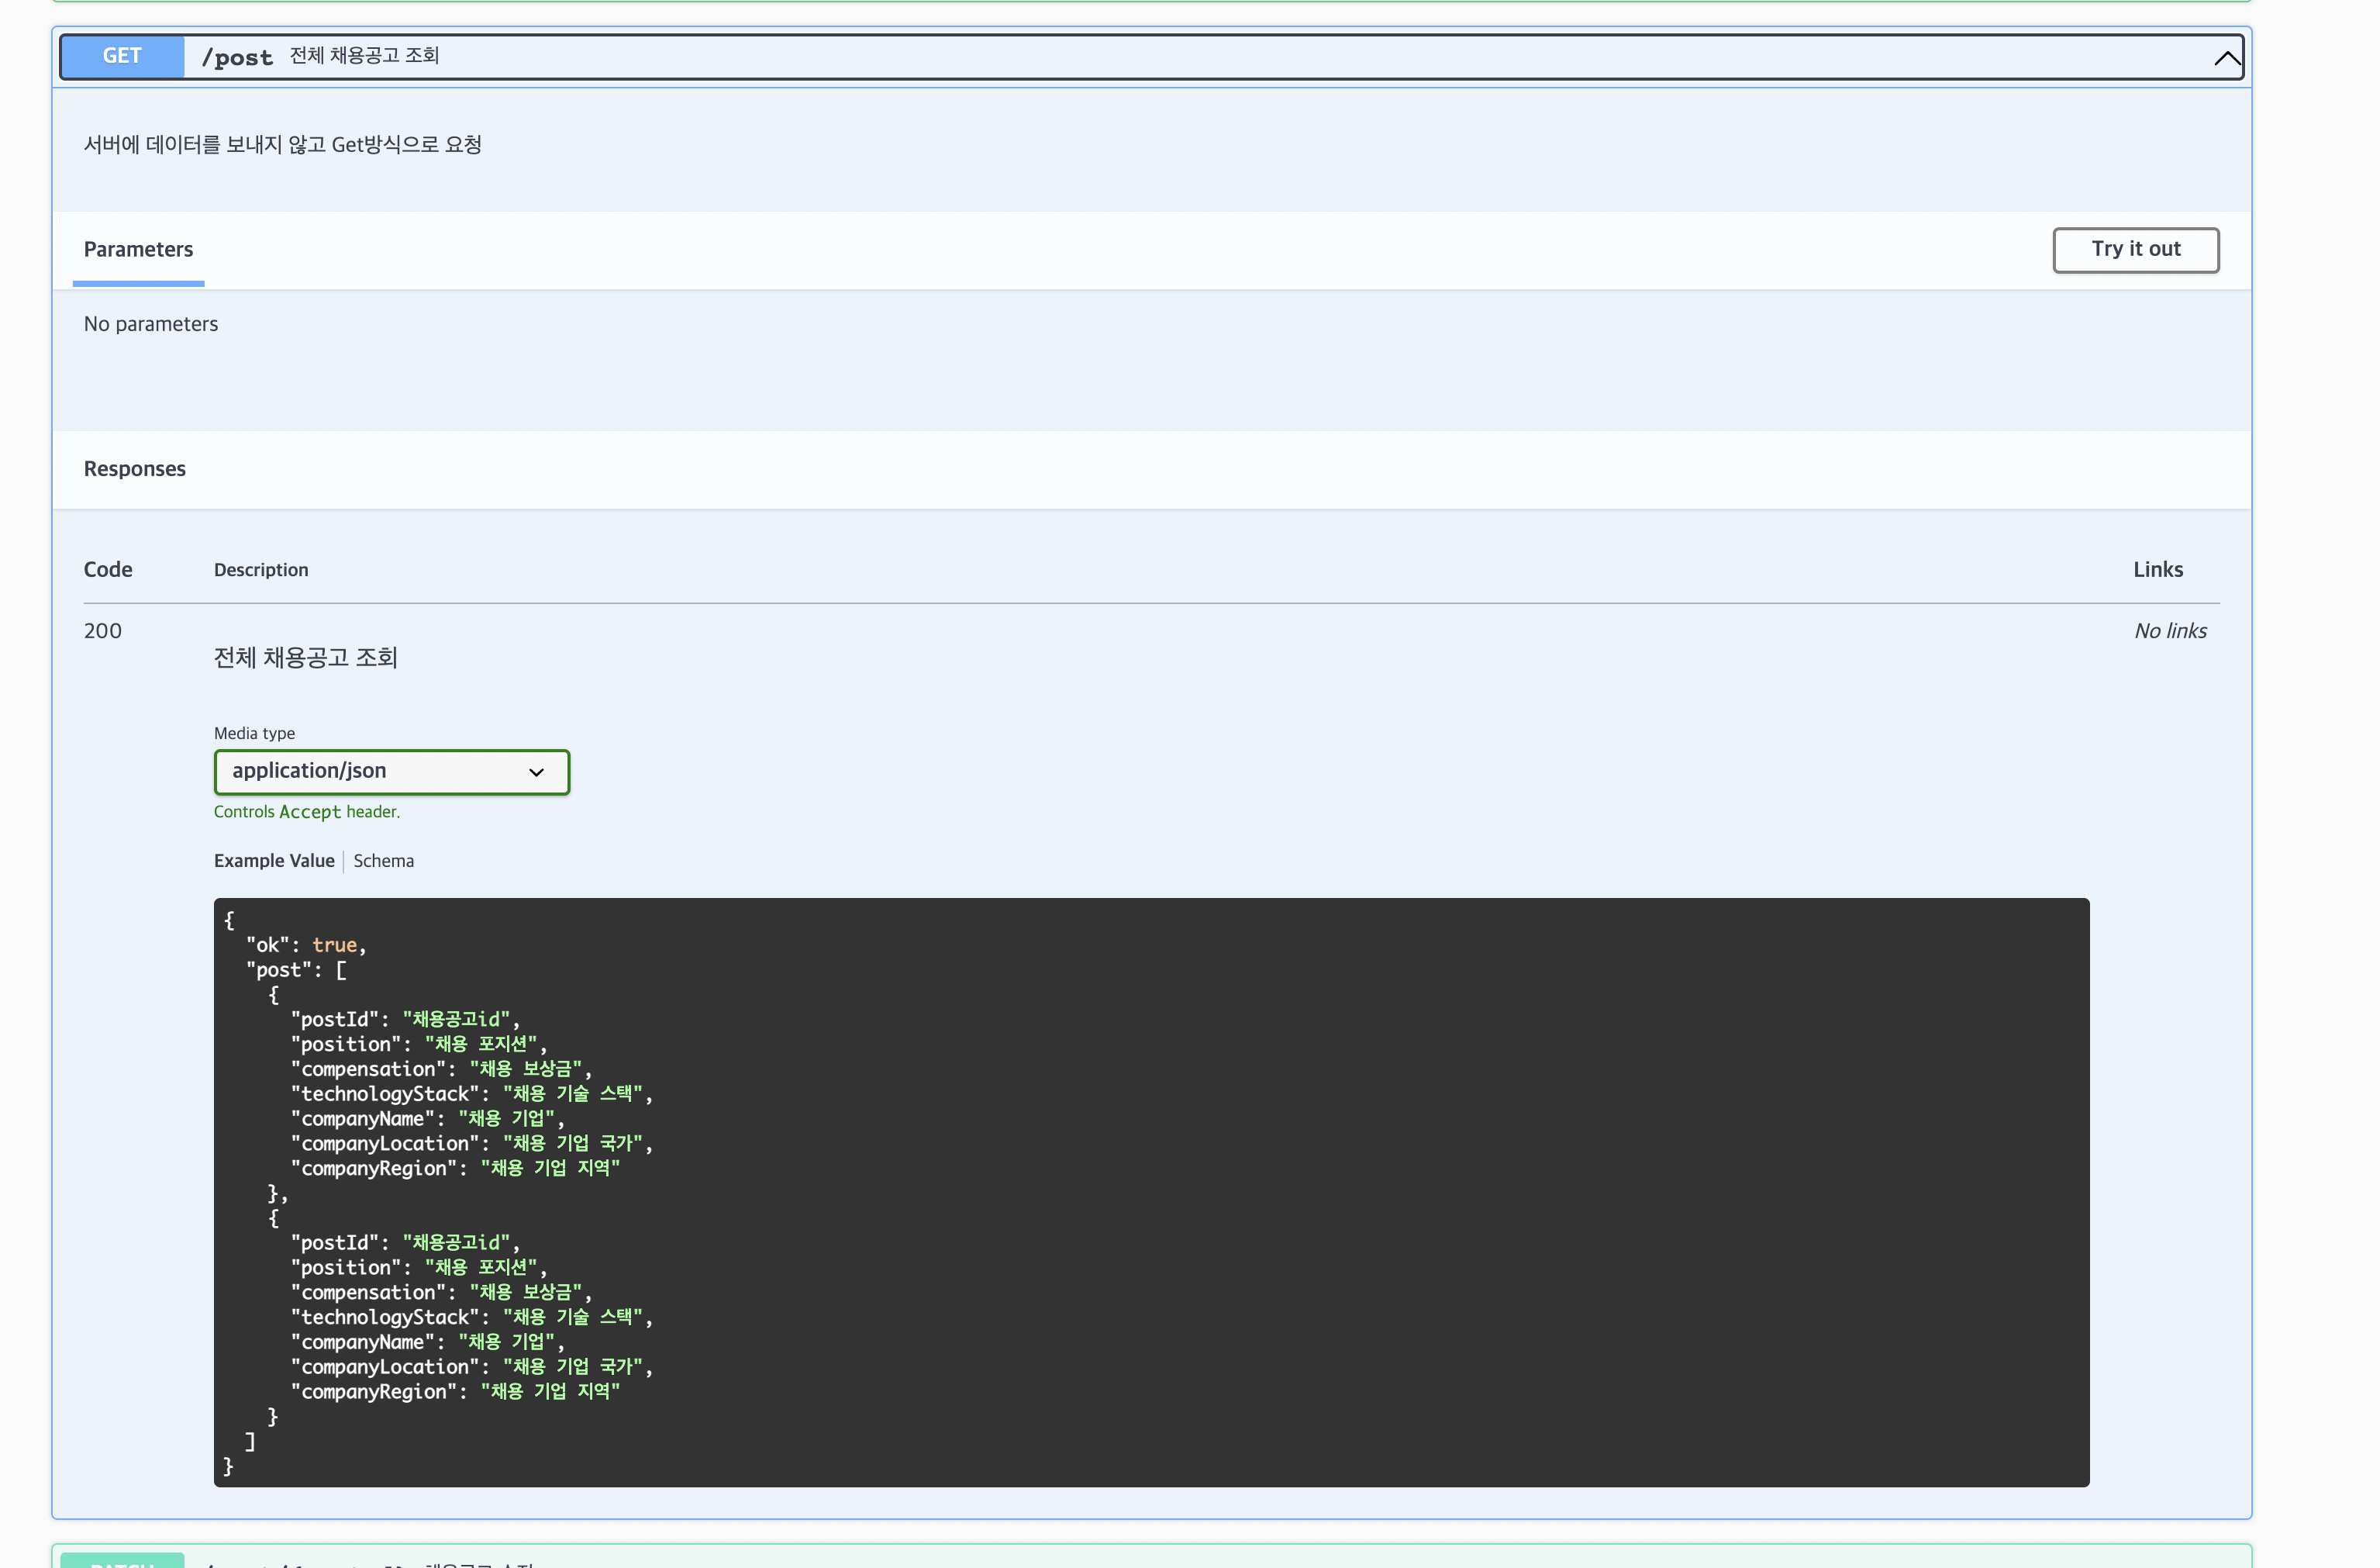 GET /post 전체 채용공고 조회
서버에 데이터를 보내지 않고 Get방식으로 요청
Parameters Try it out
No parameters
Responses
Code Description Links
200 No links
전체 채용공고 조회
Media type
application/json
Controls Accept header.
Example Value Schema
{
"ok": true,
"post": [
{
"postId": "채용공고id",
"position": "채용 포지션",
"compensation": "채용 보상금",
"technologyStack": "채용 기술 스택",
"companyName": "채용 기업",
"companyLocation": "채용 기업 국가",
"companyRegion": "채용 기업 지역"
},
{
"postId": "채용공고id",
"position": "채용 포지션",
"compensation": "채용 보상금",
"technologyStack": "채용 기술 스택",
"companyName": "채용 기업",
"companyLocation": "채용 기업 국가",
"companyRegion": "채용 기업 지역"
}
]
}
PATCH 채용공고